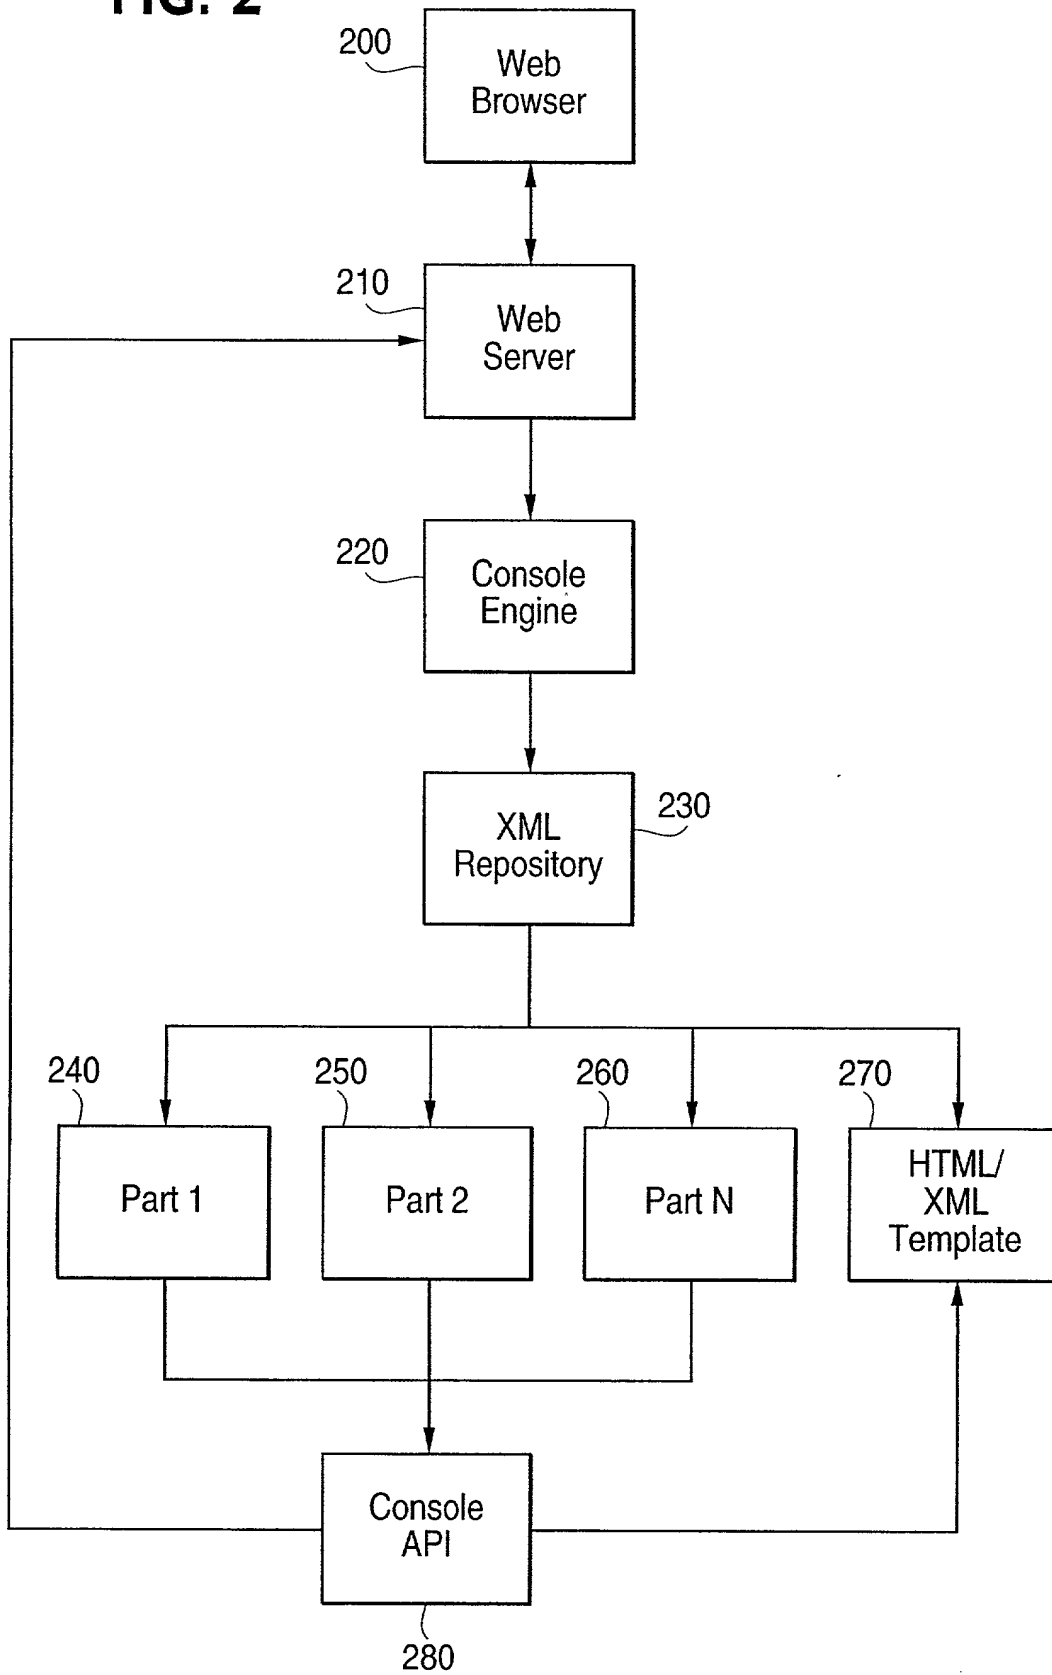 FIG. 2
200
Web
Browser
210
Web
Server
220
Console
Engine
XML
Repository
230
240
250
260
270
Part 1
Part 2
Part N
HTML/
XML
Template
Console
API
280